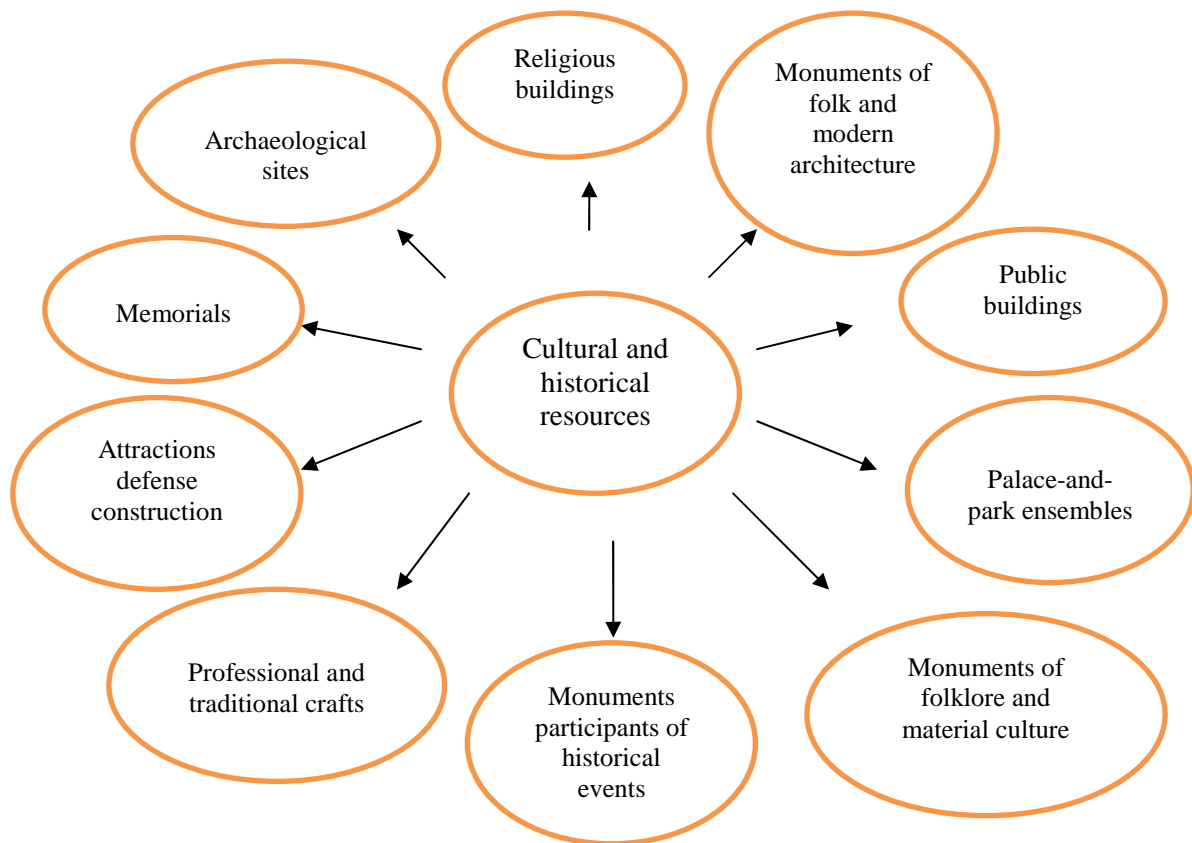 Religious
buildings
Monuments of
folk and
modern
architecture
Archaeological
sites
Public
buildings
Memorials
Cultural and
historical
resources
Attractions
defense
construction
Palace-and-
park ensembles
Professional and
traditional crafts
Monuments
participants of
historical
events
Monuments of
folklore and
material culture